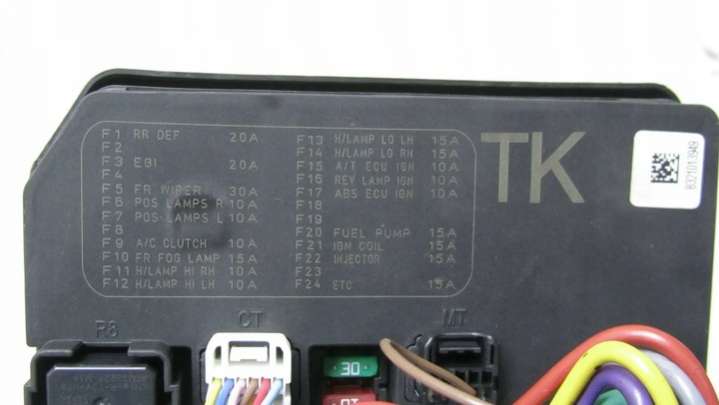 F1 RR DEF 20A
F2
F3 EGI 20A
F4
F5 FR WIPER 30A
F6 POS LAMPS R 10A
F7 POS LAMPS L 10A
F8
F9 A/C CLUTCH 10A
F10 FR FOG LAMP 15A
F11 H/LAMP HI RH 10A
F12 H/LAMP HI LH 10A
F13 H/LAMP LO LH 15A
F14 H/LAMP LO RH 15A
F15 A/T ECU IGN 10A
F16 REV LAMP IGN 10A
F17 ABS ECU IGN 10A
F18
F19
F20 FUEL PUMP 15A
F21 IGN COIL 15A
F22 INJECTOR 15A
F23
F24 ETC 15A
TK
CT
MT
30